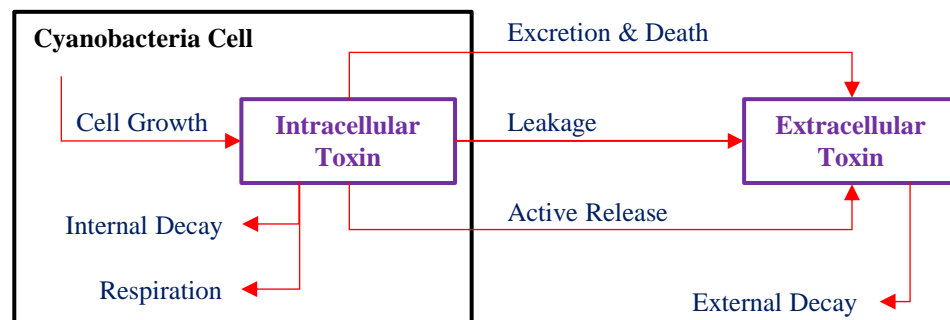 Cyanobacteria Cell
Excretion & Death
Cell Growth
Intracellular
Toxin
Leakage
Extracellular
Toxin
Internal Decay
Active Release
Respiration
External Decay